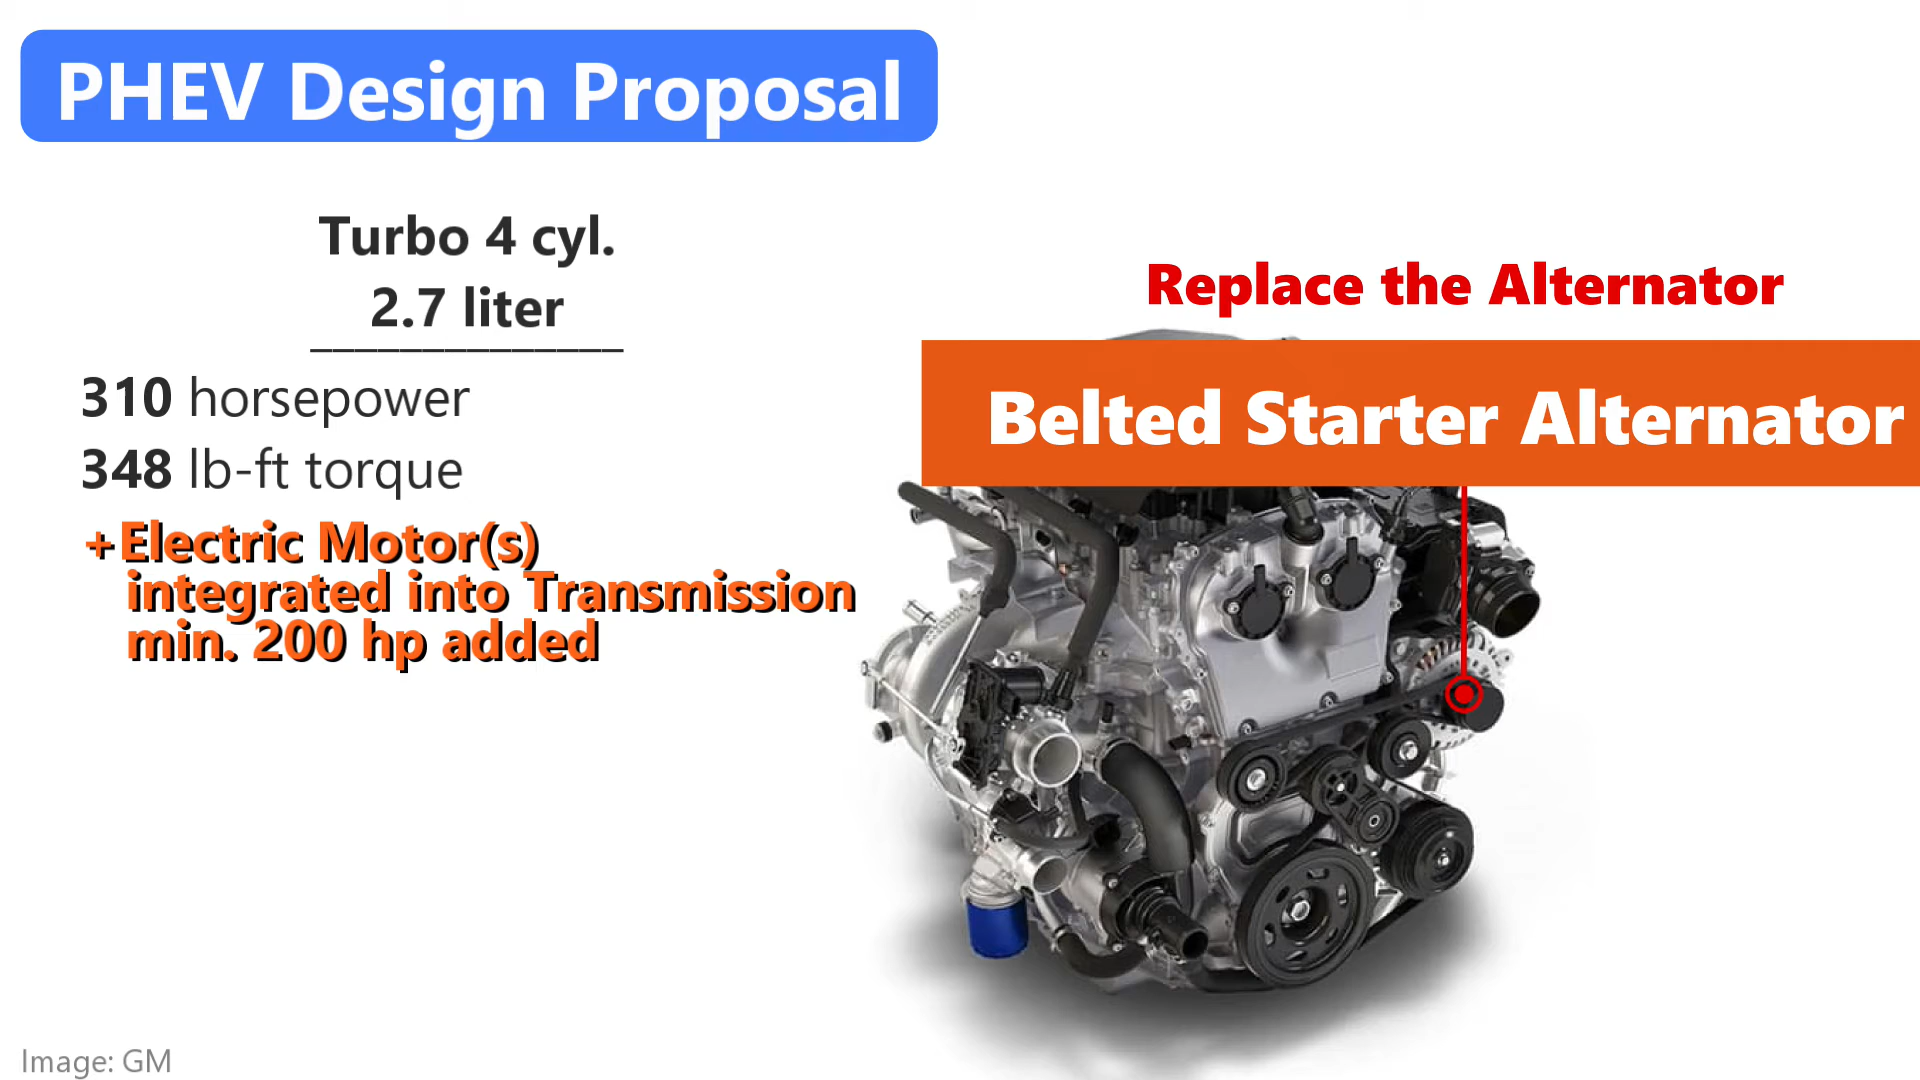 PHEV Design Proposal
Turbo 4 cyl.
2.7 liter
310 horsepower
348 lb-ft torque
+Electric Motor(s)
integrated into Transmission
min. 200 hp added
Replace the Alternator
Belted Starter Alternator
Image: GM